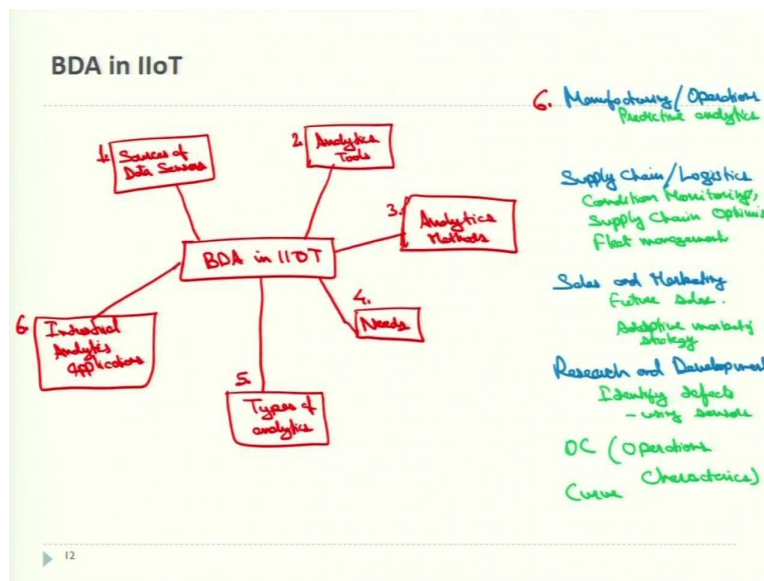 BDA in IIoT
1. Sources of
Data Sensors
2. Analytics
Tools
3. Analytics
Methods
BDA in IIOT
4.
Needs
5.
Types of
analytics
6. Industrial
Analytics
applications
6. Manufacturing / Operations
Predictive analytics
Supply Chain / Logistics
Condition Monitoring,
Supply Chain Optimis
Fleet management
Sales and Marketing
Future sales.
Adaptive marketing
strategy
Research and Development
Identify defects
- using sensors
OC (Operations
Characterics)
Curve
12